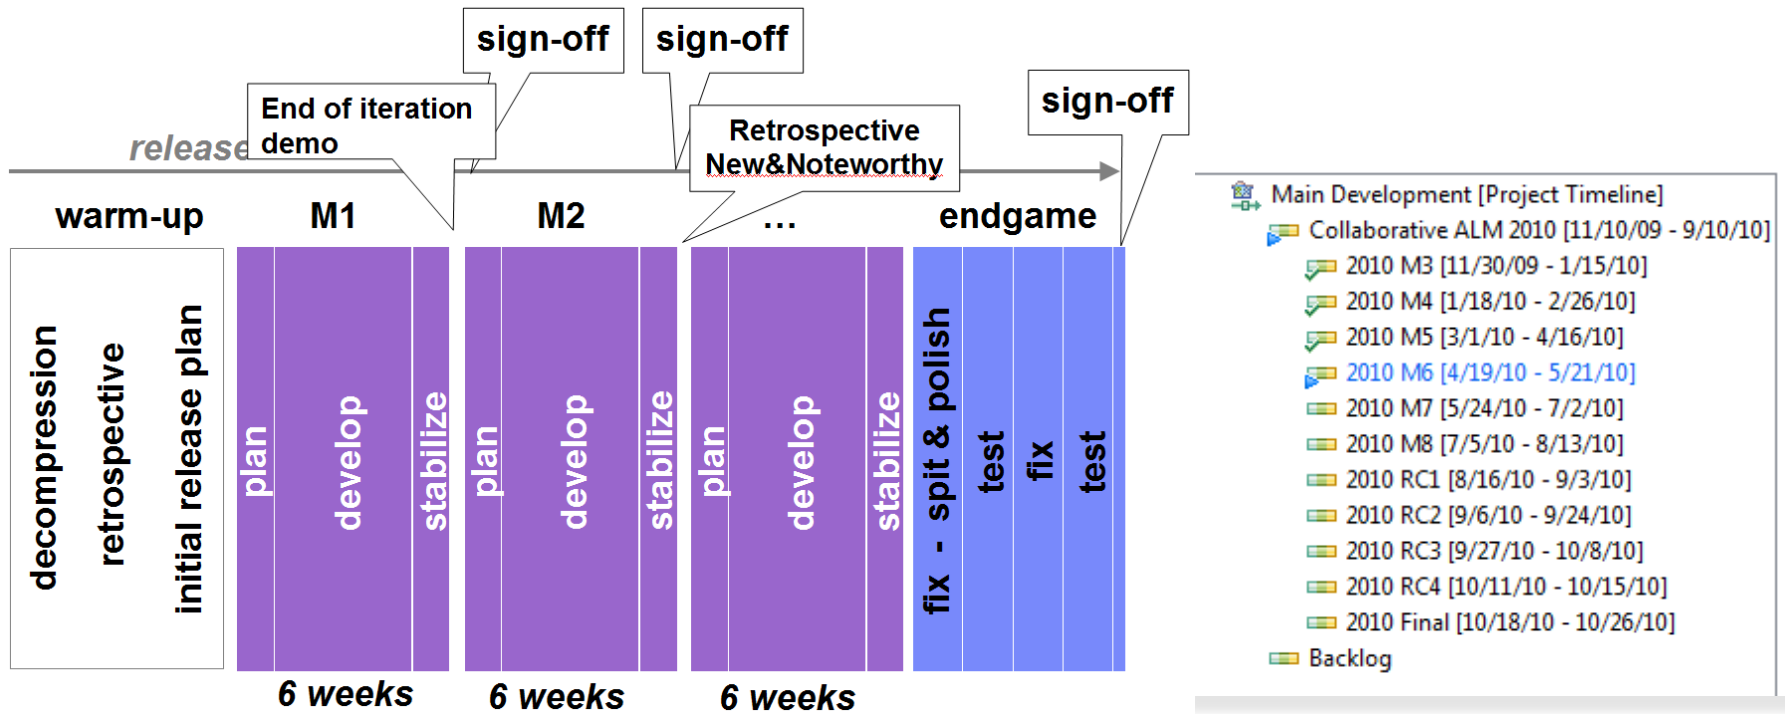 sign-off
sign-off
sign-off
End of iteration
demo
Retrospective
New&Noteworthy
release
warm-up
M1
M2
...
endgame
decompression
retrospective
initial release plan
plan
develop
stabilize
plan
develop
stabilize
plan
develop
stabilize
fix - spit & polish
test
fix
test
6 weeks
6 weeks
6 weeks
Main Development [Project Timeline]
Collaborative ALM 2010 [11/10/09 - 9/10/10]
2010 M3 [11/30/09 - 1/15/10]
2010 M4 [1/18/10 - 2/26/10]
2010 M5 [3/1/10 - 4/16/10]
2010 M6 [4/19/10 - 5/21/10]
2010 M7 [5/24/10 - 7/2/10]
2010 M8 [7/5/10 - 8/13/10]
2010 RC1 [8/16/10 - 9/3/10]
2010 RC2 [9/6/10 - 9/24/10]
2010 RC3 [9/27/10 - 10/8/10]
2010 RC4 [10/11/10 - 10/15/10]
2010 Final [10/18/10 - 10/26/10]
Backlog